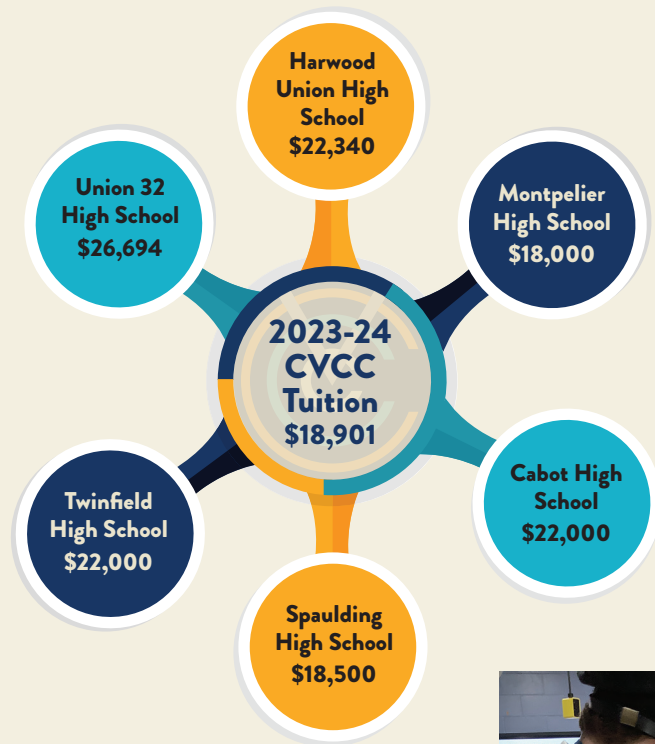 Harwood
Union High
School
$22,340
Union 32
High School
$26,694
Montpelier
High School
$18,000
2023-24
CVCC
Tuition
$18,901
Twinfield
High School
$22,000
Cabot High
School
$22,000
Spaulding
High School
$18,500